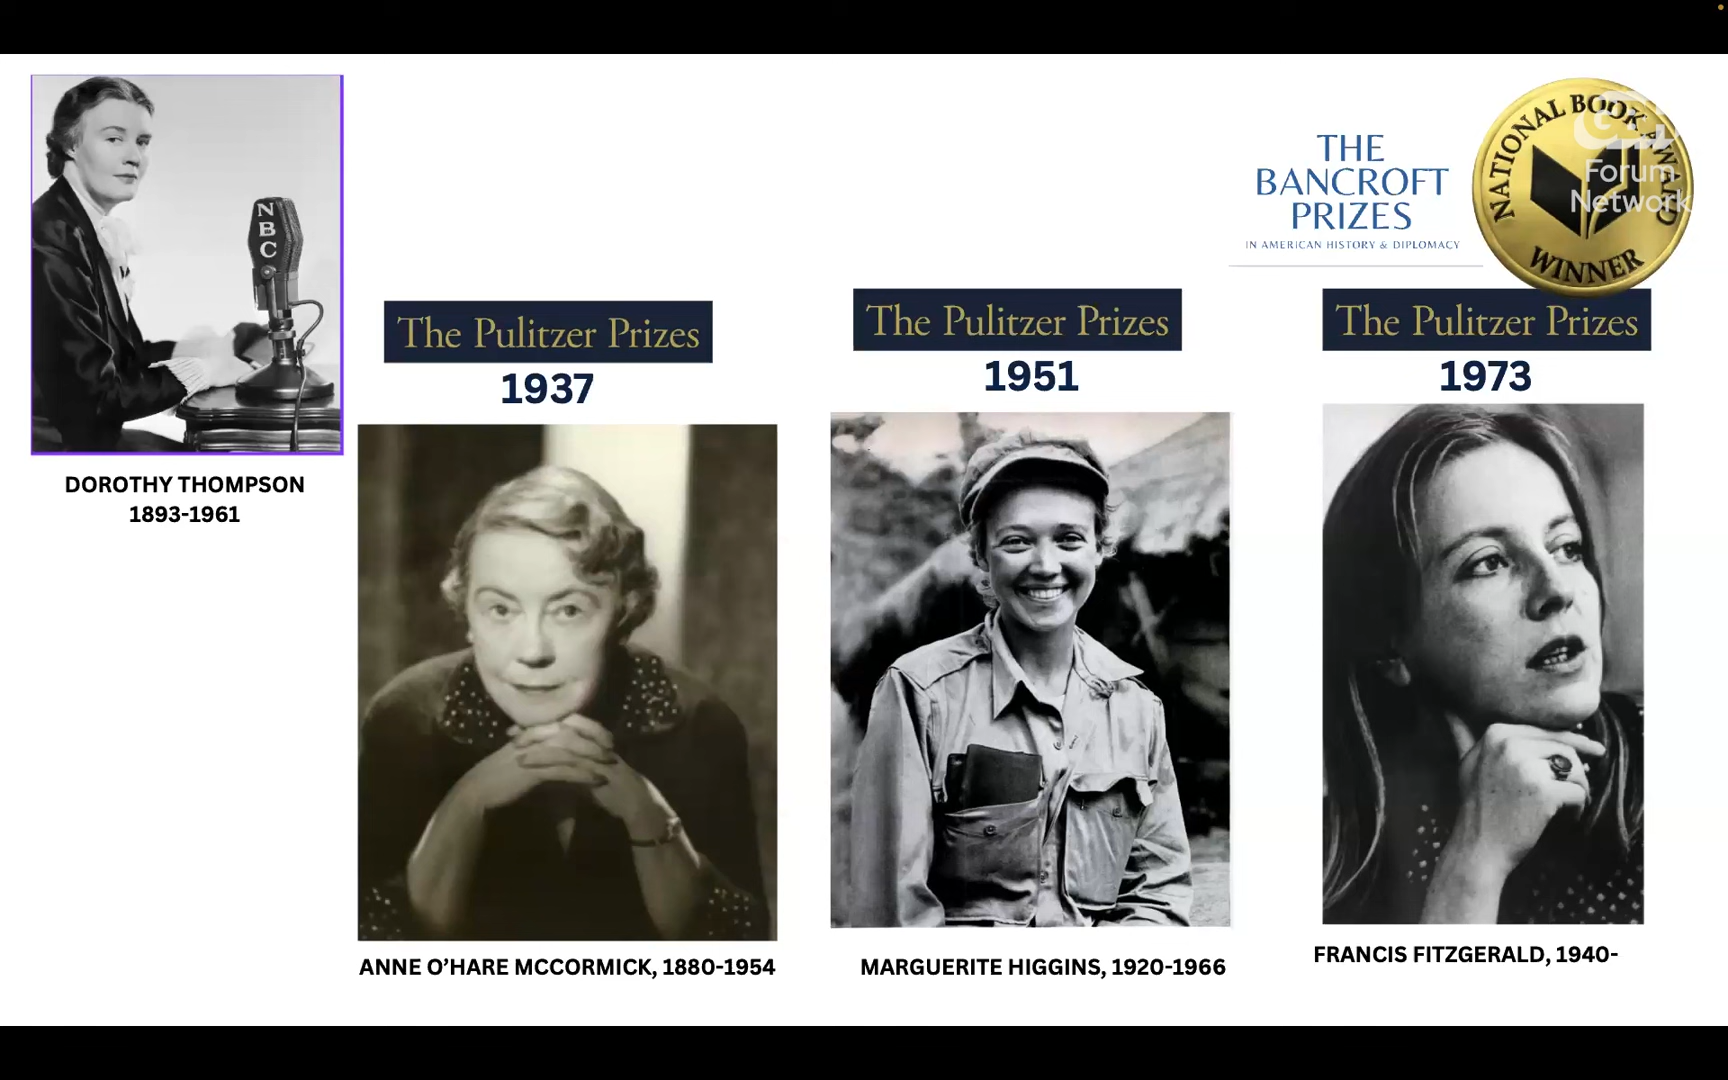 NBC
DOROTHY THOMPSON
1893-1961
The Pulitzer Prizes
1937
ANNE O’HARE MCCORMICK, 1880-1954
The Pulitzer Prizes
1951
MARGUERITE HIGGINS, 1920-1966
THE
BANCROFT
PRIZES
IN AMERICAN HISTORY & DIPLOMACY
NATIONAL BOOK AWARD
WINNER
GBH
Forum
Network
The Pulitzer Prizes
1973
FRANCIS FITZGERALD, 1940-